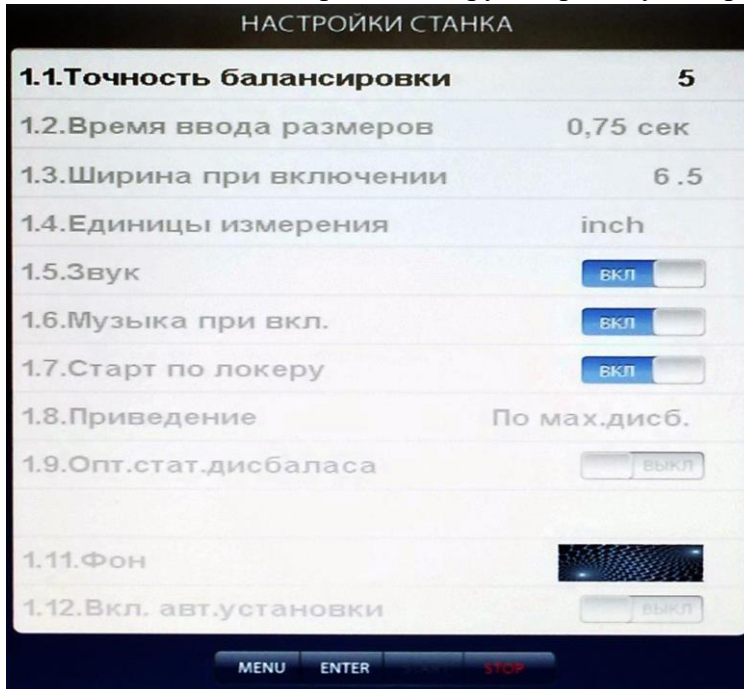 НАСТРОЙКИ СТАНКА
1.1.Точность балансировки 5
1.2.Время ввода размеров 0,75 сек
1.3.Ширина при включении 6.5
1.4.Единицы измерения inch
1.5.Звук ВКЛ
1.6.Музыка при вкл. ВКЛ
1.7.Старт по локеру ВКЛ
1.8.Приведение По мах.дисб.
1.9.Опт.стат.дисбаласа ВЫКЛ
1.11.Фон
1.12.Вкл. авт.установки ВЫКЛ
MENU ENTER START STOP